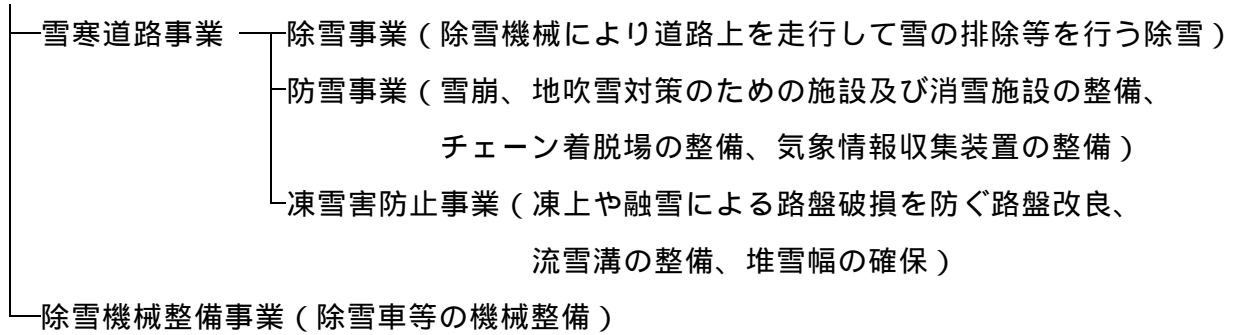 雪寒道路事業 除雪事業(除雪機械により道路上を走行して雪の排除等を行う除雪)
防雪事業(雪崩、地吹雪対策のための施設及び消雪施設の整備、
チェーン着脱場の整備、気象情報収集装置の整備)
凍雪害防止事業(凍上や融雪による路盤破損を防ぐ路盤改良、
流雪溝の整備、堆雪幅の確保)
除雪機械整備事業(除雪車等の機械整備)